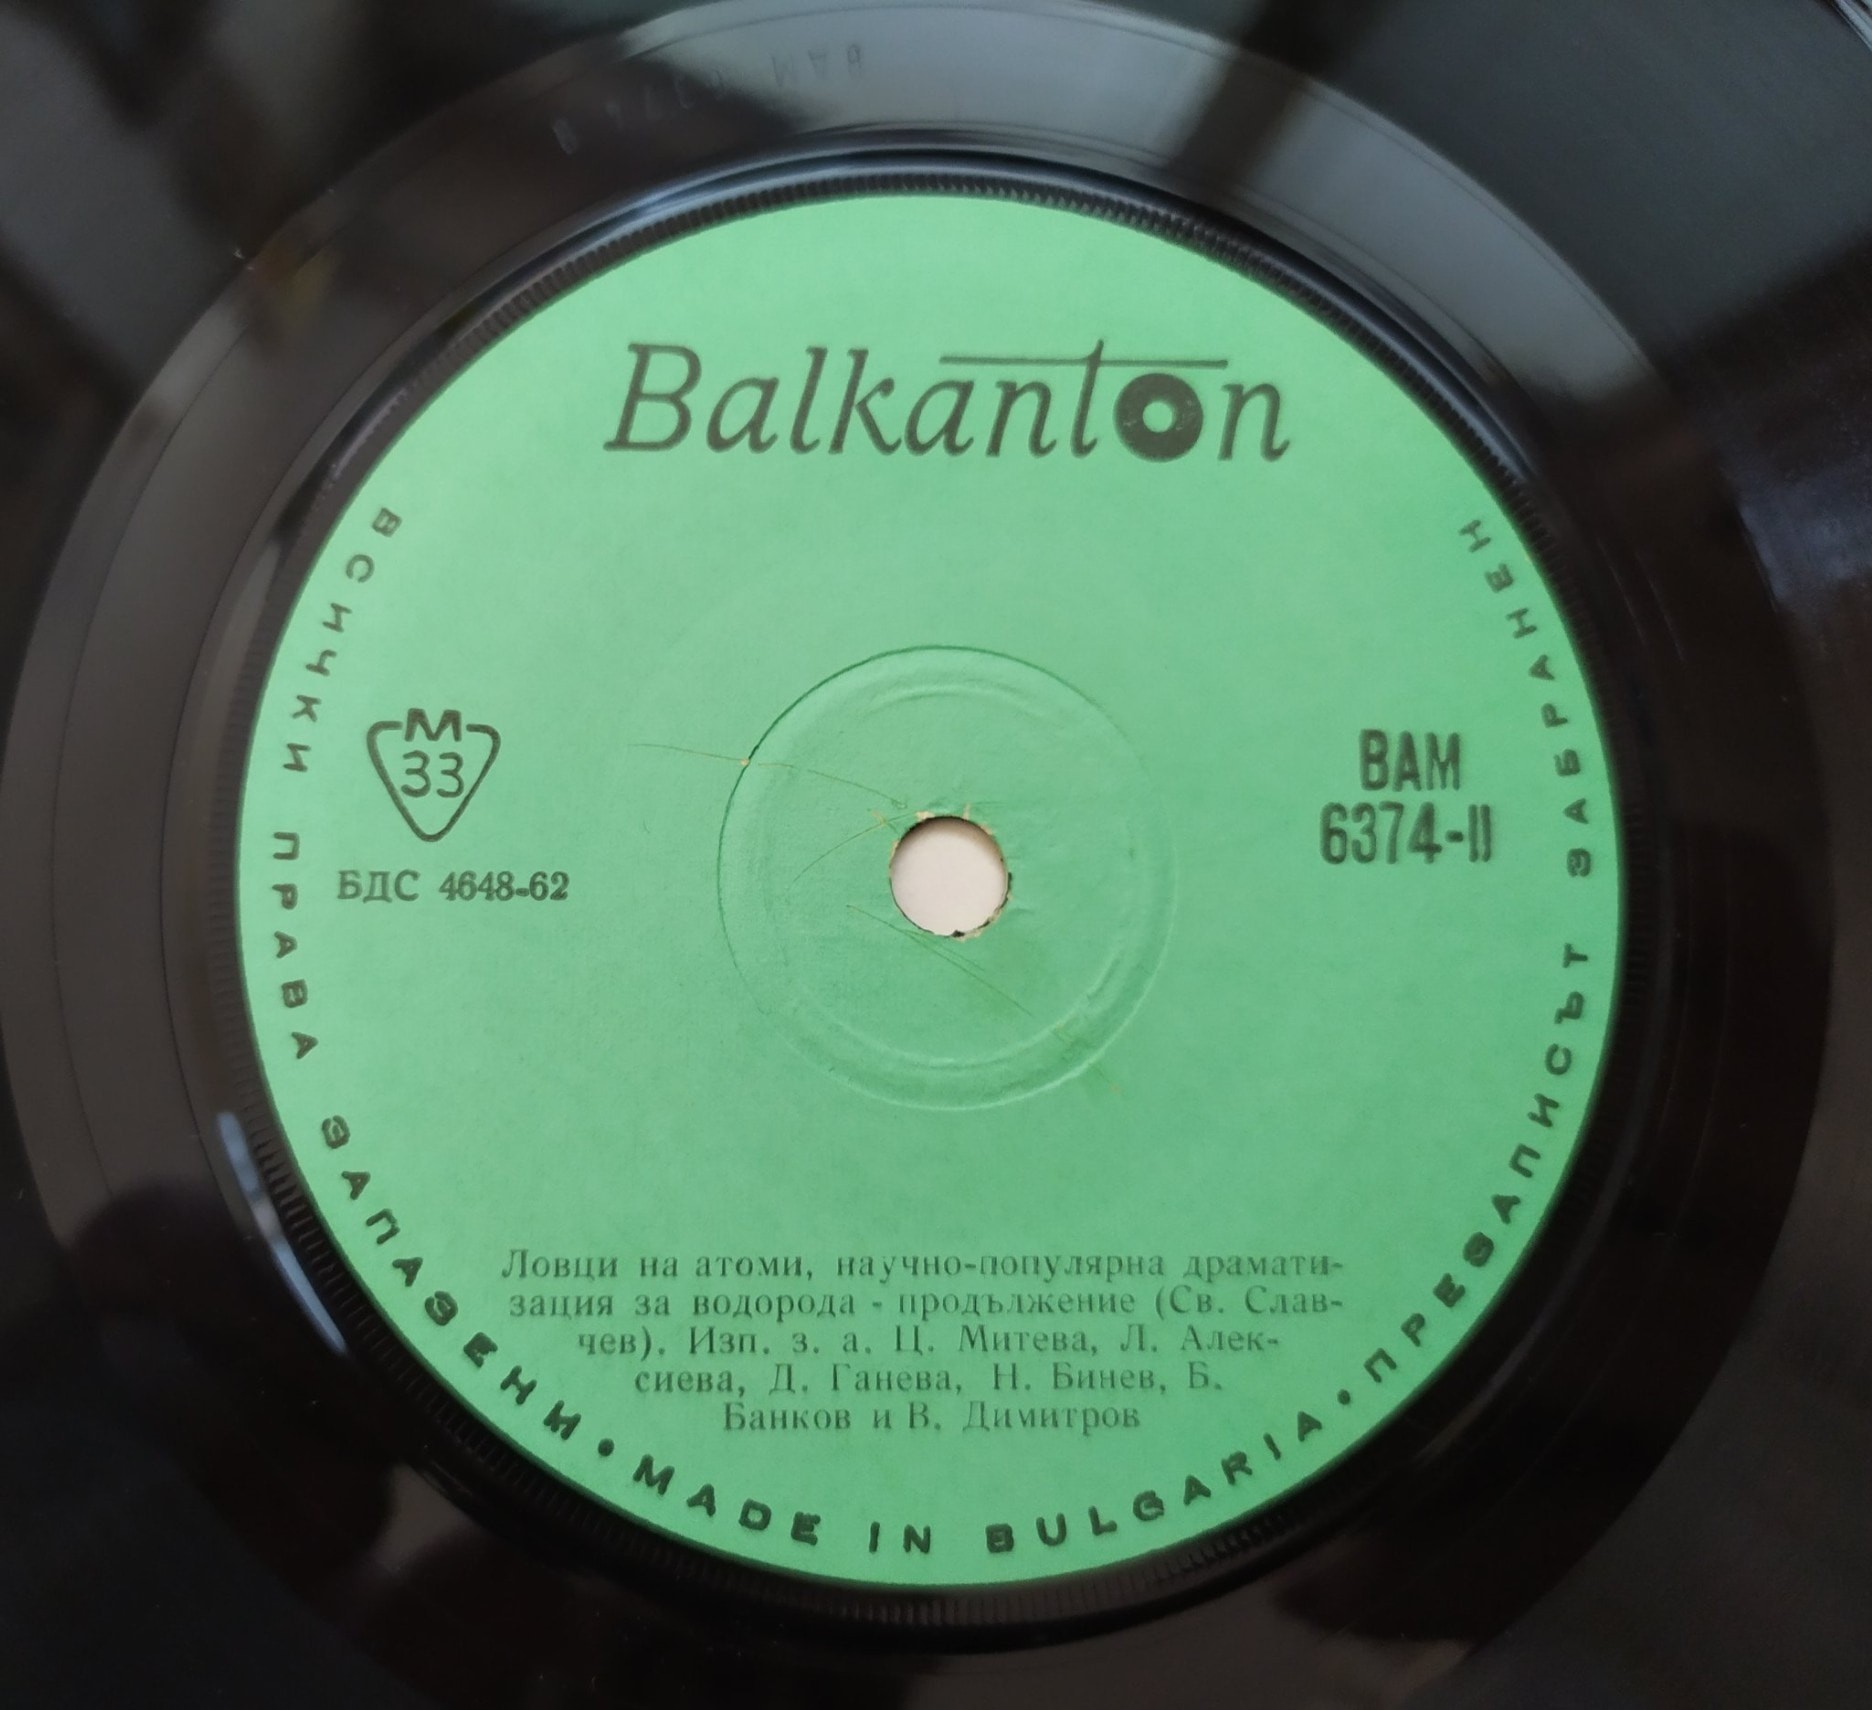 Balkanton
М
33
БДС 4648-62
ВАМ
6374-II
Ловци на атоми, научно-популярна драмати-
зация за водорода - продължение (Св. Слав-
чев). Изп. з. а. Ц. Митева, Л. Алек-
сиева, Д. Ганева, Н. Бинев, Б.
Банков и В. Димитров
ВСИЧКИ ПРАВА ЗАПАЗЕНИ • MADE IN BULGARIA • ПРЕЗАПИСЪТ ЗАБРАНЕН